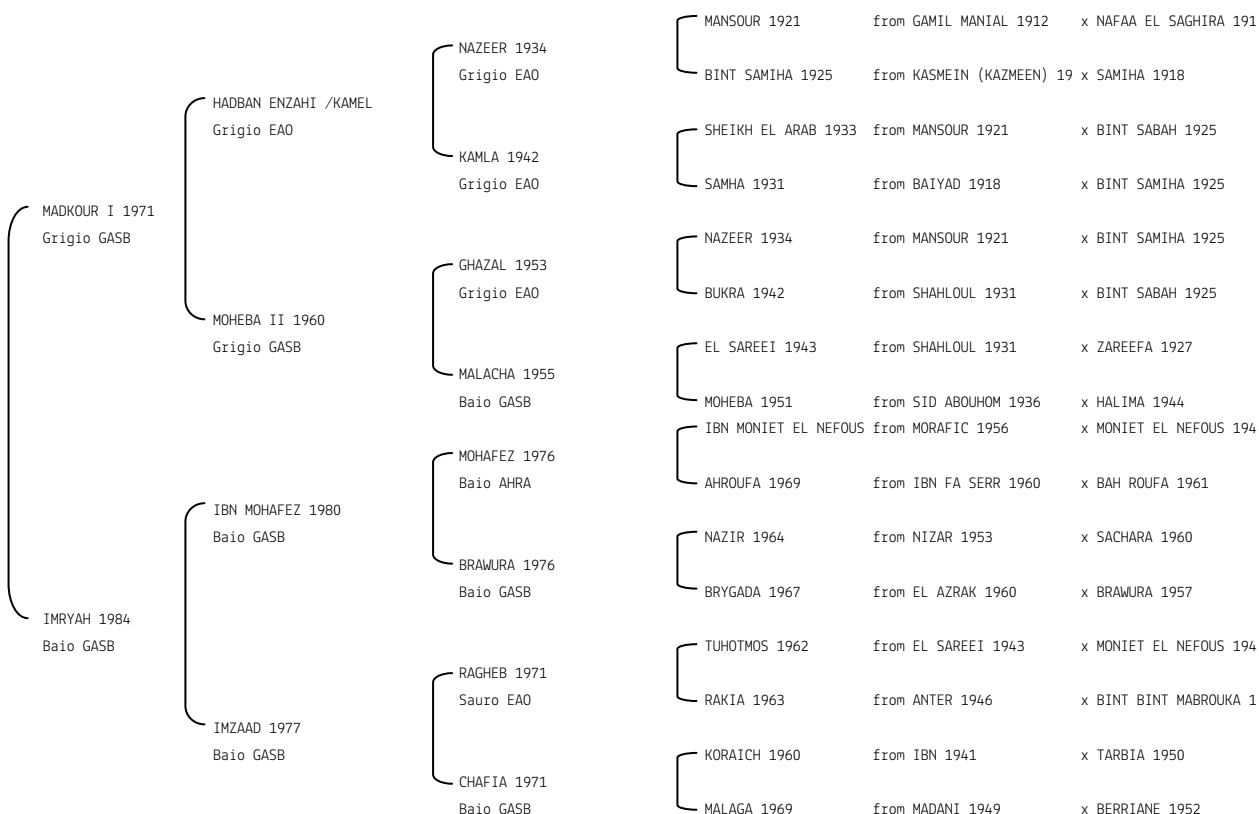 MANSOUR 1921 from GAMIL MANIAL 1912 x NAFAA EL SAGHIRA 191
NAZEER 1934
Grigio EAO
BINT SAMIHA 1925 from KASMEIN (KAZMEEN) 19 x SAMIHA 1918
HADBAN ENZAHI /KAMEL
Grigio EAO
SHEIKH EL ARAB 1933 from MANSOUR 1921 x BINT SABAH 1925
KAMLA 1942
Grigio EAO
SAMHA 1931 from BAIYAD 1918 x BINT SAMIHA 1925
MADKOUR I 1971
Grigio GASB
NAZEER 1934 from MANSOUR 1921 x BINT SAMIHA 1925
GHAZAL 1953
Grigio EAO
BUKRA 1942 from SHAHLOUL 1931 x BINT SABAH 1925
MOHEBA II 1960
Grigio GASB
EL SAREEI 1943 from SHAHLOUL 1931 x ZAREEFA 1927
MALACHA 1955
Baio GASB
MOHEBA 1951 from SID ABOUHOM 1936 x HALIMA 1944
IBN MONIET EL NEFOUS from MORAFIC 1956 x MONIET EL NEFOUS 194
MOHAFEZ 1976
Baio AHRA
AHROUFA 1969 from IBN FA SERR 1960 x BAH ROUFA 1961
IBN MOHAFEZ 1980
Baio GASB
NAZIR 1964 from NIZAR 1953 x SACHARA 1960
BRAWURA 1976
Baio GASB
BRYGADA 1967 from EL AZRAK 1960 x BRAWURA 1957
IMRYAH 1984
Baio GASB
TUHOTMOS 1962 from EL SAREEI 1943 x MONIET EL NEFOUS 194
RAGHEB 1971
Sauro EAO
RAKIA 1963 from ANTER 1946 x BINT BINT MABROUKA 1
IMZAAD 1977
Baio GASB
KORAICH 1960 from IBN 1941 x TARBIA 1950
CHAFIA 1971
Baio GASB
MALAGA 1969 from MADANI 1949 x BERRIANE 1952